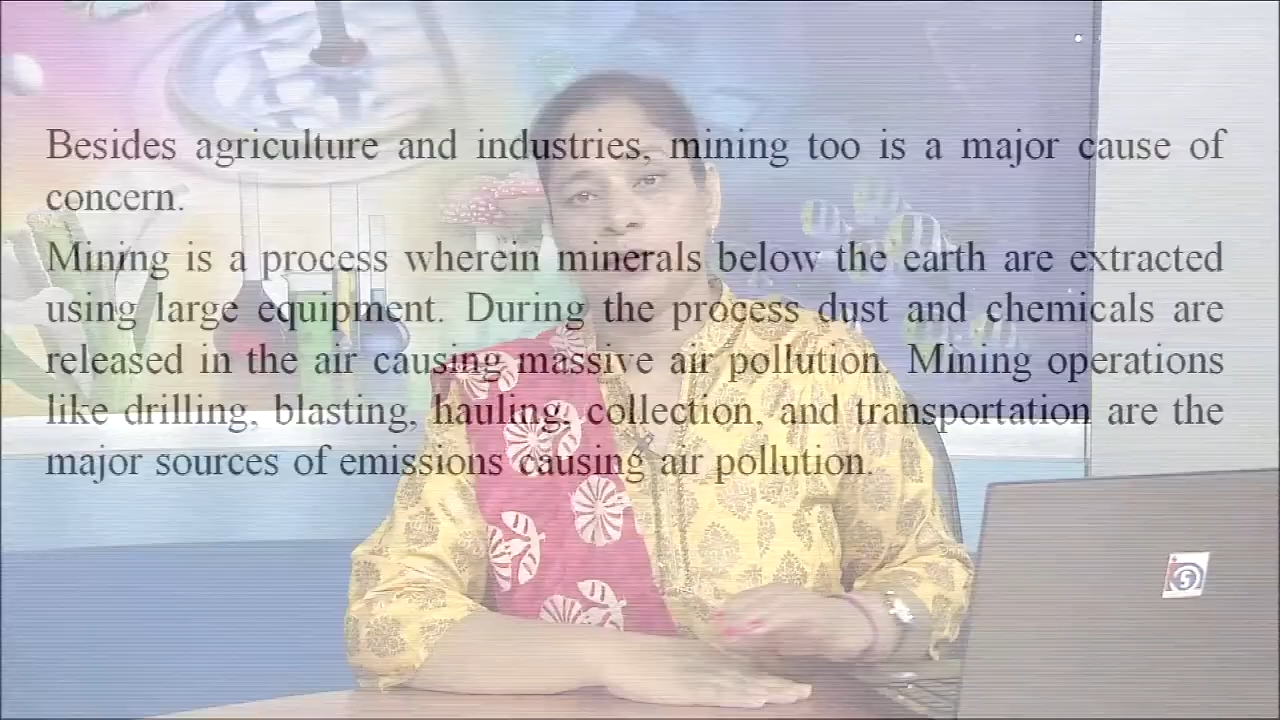 Besides agriculture and industries, mining too is a major cause of
concern.
Mining is a process wherein minerals below the earth are extracted
using large equipment. During the process dust and chemicals are
released in the air causing massive air pollution. Mining operations
like drilling, blasting, hauling, collection, and transportation are the
major sources of emissions causing air pollution.